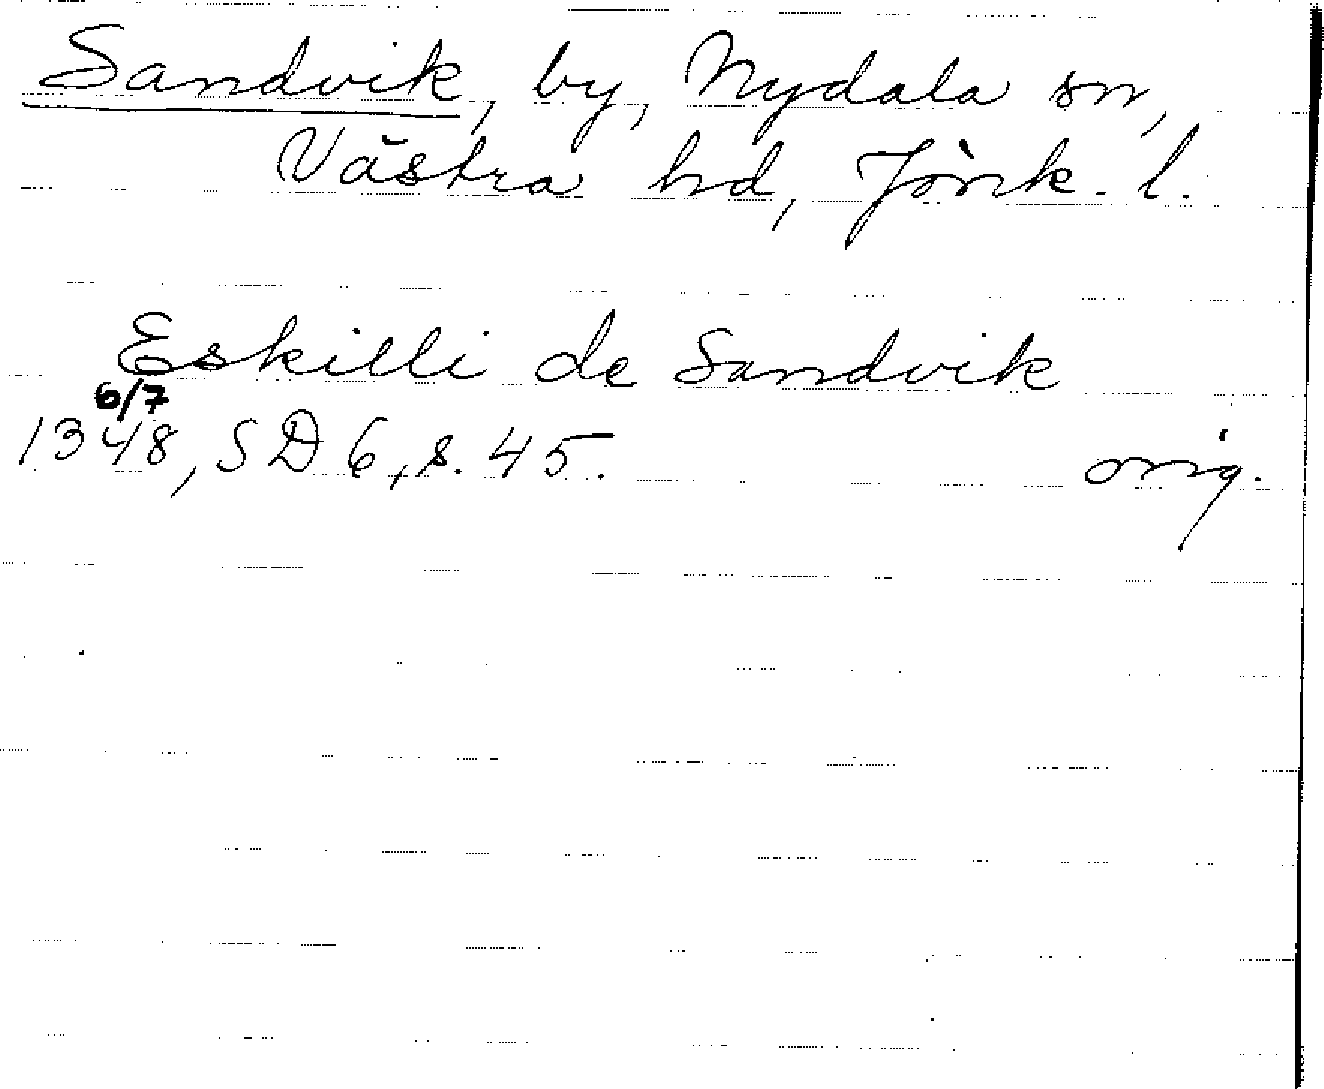 Sandvik, by, Nydala sn,
Västra hd, Jönk. l.
Eskilli de Sandvik
6/7
1348, SD 6, s. 45. orig.